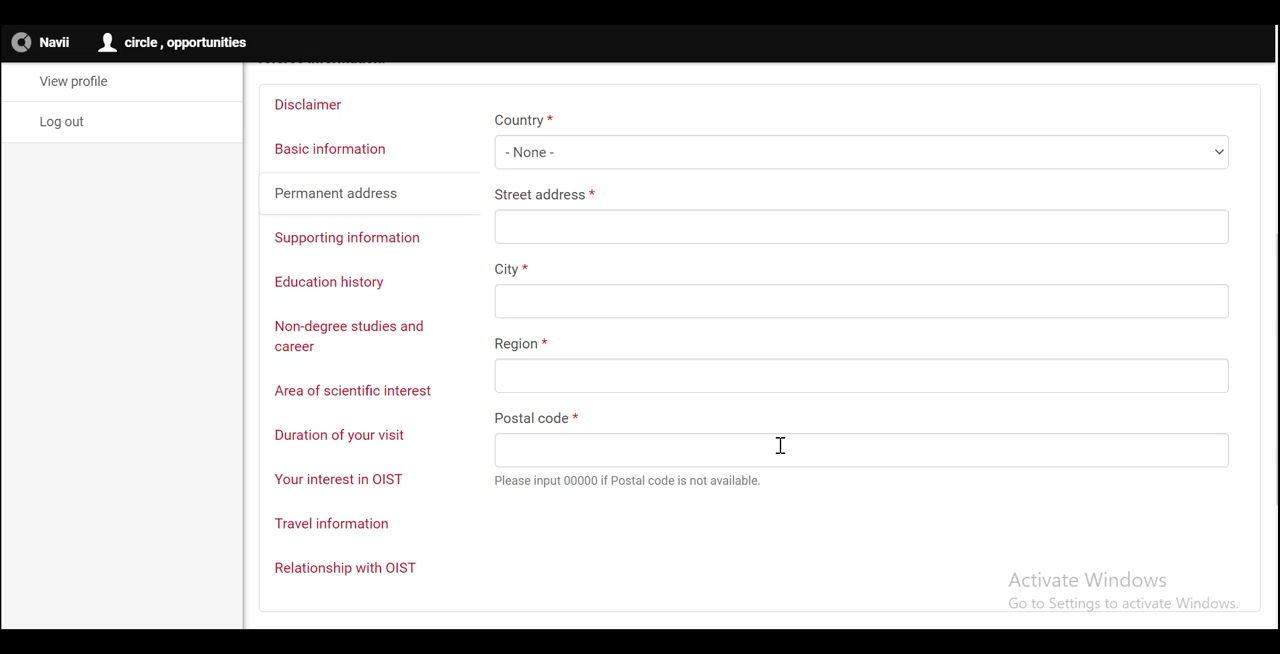 Navii
circle , opportunities
View profile
Log out
Disclaimer
Basic information
Permanent address
Supporting information
Education history
Non-degree studies and
career
Area of scientific interest
Duration of your visit
Your interest in OIST
Travel information
Relationship with OIST
Country *
- None -
Street address *
City *
Region *
Postal code *
Please input 00000 if Postal code is not available.
Activate Windows
Go to Settings to activate Windows.